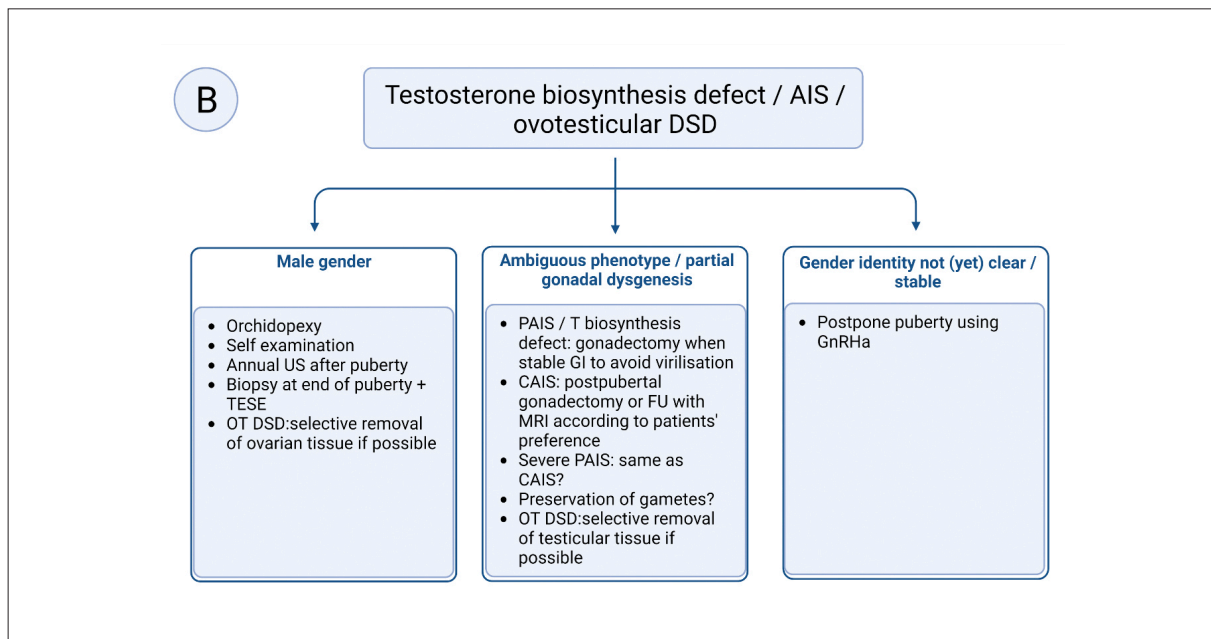 B
Testosterone biosynthesis defect / AIS /
ovotesticular DSD
Male gender
• Orchidopexy
• Self examination
• Annual US after puberty
• Biopsy at end of puberty +
TESE
• OT DSD:selective removal
of ovarian tissue if possible
Ambiguous phenotype / partial
gonadal dysgenesis
• PAIS / T biosynthesis
defect: gonadectomy when
stable GI to avoid virilisation
• CAIS: postpubertal
gonadectomy or FU with
MRI according to patients'
preference
• Severe PAIS: same as
CAIS?
• Preservation of gametes?
• OT DSD:selective removal
of testicular tissue if
possible
Gender identity not (yet) clear /
stable
• Postpone puberty using
GnRHa